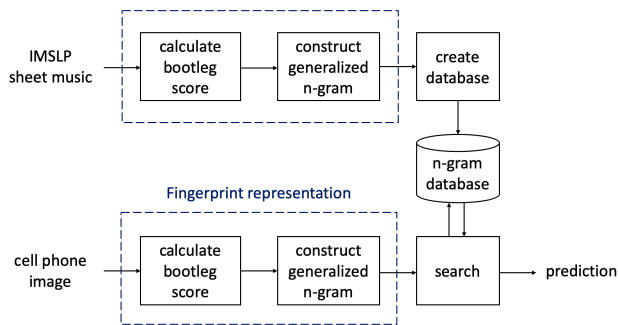 IMSLP
sheet music
calculate
bootleg
score
construct
generalized
n-gram
create
database
n-gram
database
Fingerprint representation
cell phone
image
calculate
bootleg
score
construct
generalized
n-gram
search
prediction